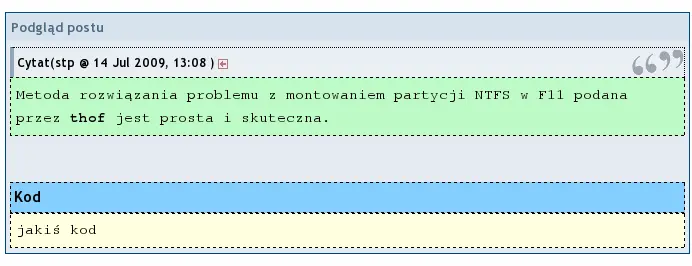 Podgląd postu
Cytat(stp @ 14 Jul 2009, 13:08 )
Metoda rozwiązania problemu z montowaniem partycji NTFS w F11 podana
przez thof jest prosta i skuteczna.
Kod
jakiś kod